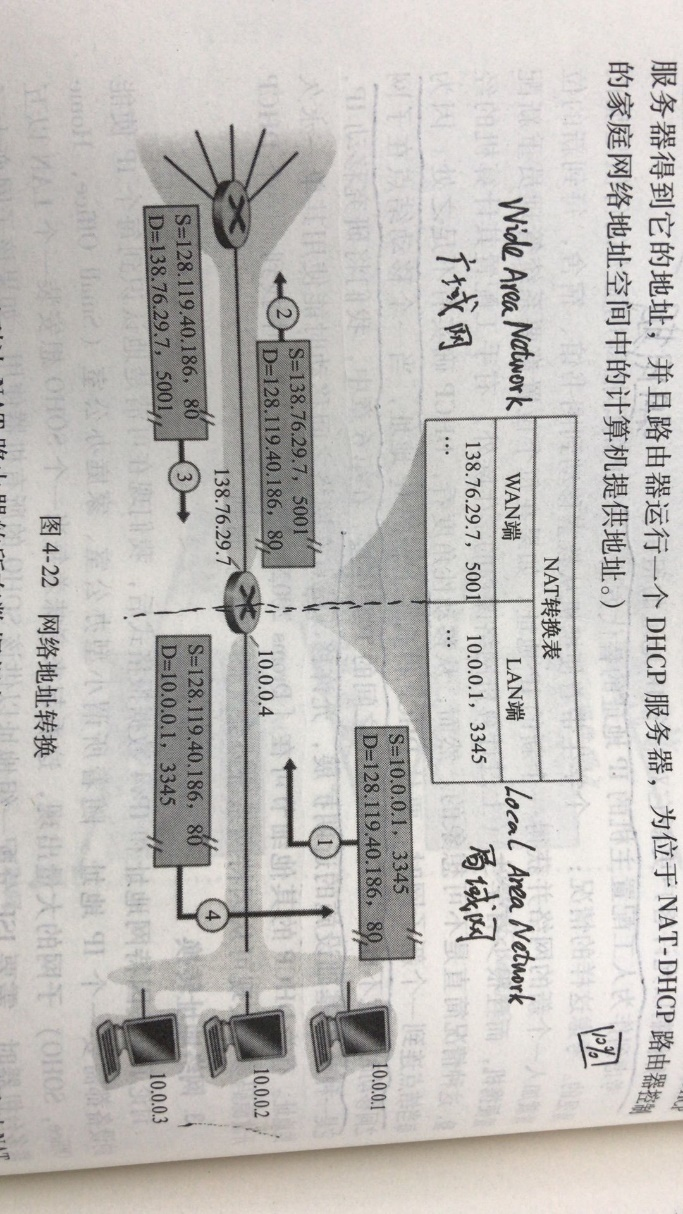 服务器得到它的地址，并且路由器运行一个 DHCP 服务器，为位于 NAT-DHCP 路由器控制
的家庭网络地址空间中的计算机提供地址。）
10%
Wide Area Network
广域网
NAT转换表
WAN端 LAN端
138.76.29.7，5001 10.0.0.1，3345
… …
Local Area Network
局域网
S=10.0.0.1，3345
D=128.119.40.186，80
1
10.0.0.1
2
S=138.76.29.7，5001
D=128.119.40.186，80
138.76.29.7
10.0.0.4
10.0.0.2
S=128.119.40.186，80
D=138.76.29.7，5001
3
S=128.119.40.186，80
D=10.0.0.1，3345
4
10.0.0.3
图4-22 网络地址转换